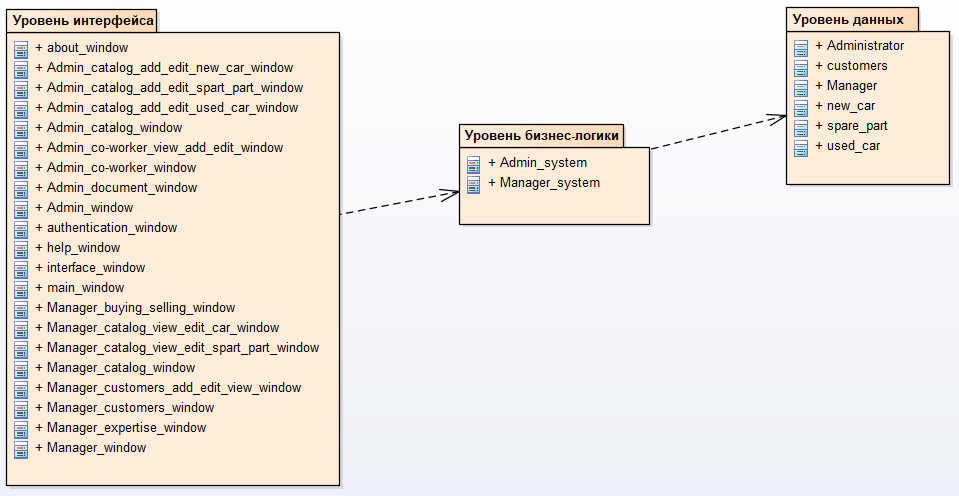 Уровень интерфейса
+ about_window
+ Admin_catalog_add_edit_new_car_window
+ Admin_catalog_add_edit_spart_part_window
+ Admin_catalog_add_edit_used_car_window
+ Admin_catalog_window
+ Admin_co-worker_view_add_edit_window
+ Admin_co-worker_window
+ Admin_document_window
+ Admin_window
+ authentication_window
+ help_window
+ interface_window
+ main_window
+ Manager_buying_selling_window
+ Manager_catalog_view_edit_car_window
+ Manager_catalog_view_edit_spart_part_window
+ Manager_catalog_window
+ Manager_customers_add_edit_view_window
+ Manager_customers_window
+ Manager_expertise_window
+ Manager_window
Уровень бизнес-логики
+ Admin_system
+ Manager_system
Уровень данных
+ Administrator
+ customers
+ Manager
+ new_car
+ spare_part
+ used_car